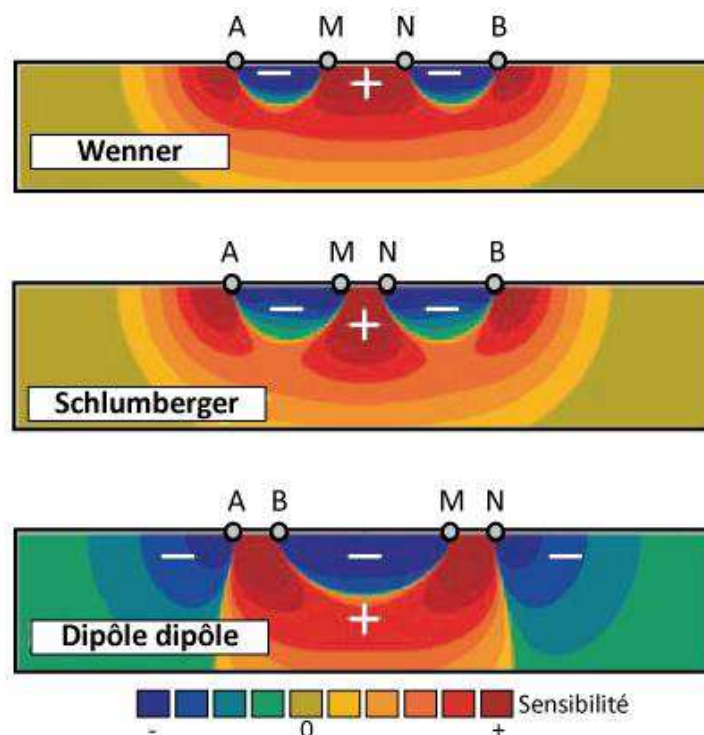 A M N B
− + −
Wenner
A M N B
− + −
Schlumberger
A B M N
− − −
+
Dipôle dipôle
Sensibilité
- 0 +